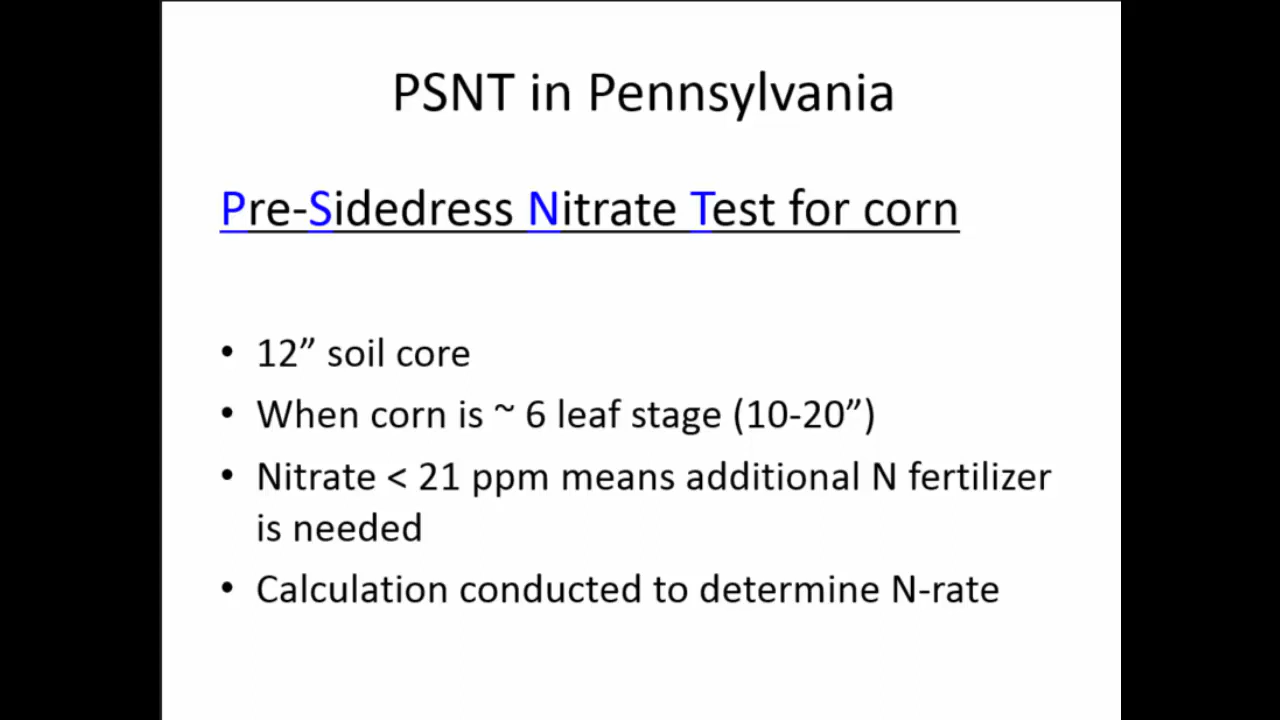 PSNT in Pennsylvania
Pre-Sidedress Nitrate Test for corn
• 12” soil core
• When corn is ~ 6 leaf stage (10-20”)
• Nitrate < 21 ppm means additional N fertilizer
is needed
• Calculation conducted to determine N-rate